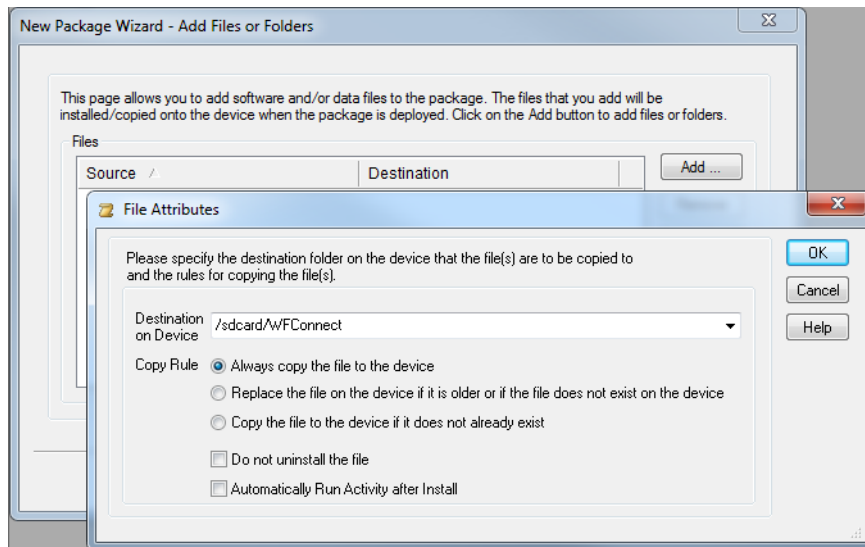 New Package Wizard - Add Files or Folders
This page allows you to add software and/or data files to the package. The files that you add will be
installed/copied onto the device when the package is deployed. Click on the Add button to add files or folders.
Files
Source
Destination
Add ...
File Attributes
Please specify the destination folder on the device that the file(s) are to be copied to
and the rules for copying the file(s).
OK
Cancel
Help
Destination
on Device
/sdcard/WFConnect
Copy Rule
Always copy the file to the device
Replace the file on the device if it is older or if the file does not exist on the device
Copy the file to the device if it does not already exist
Do not uninstall the file
Automatically Run Activity after Install